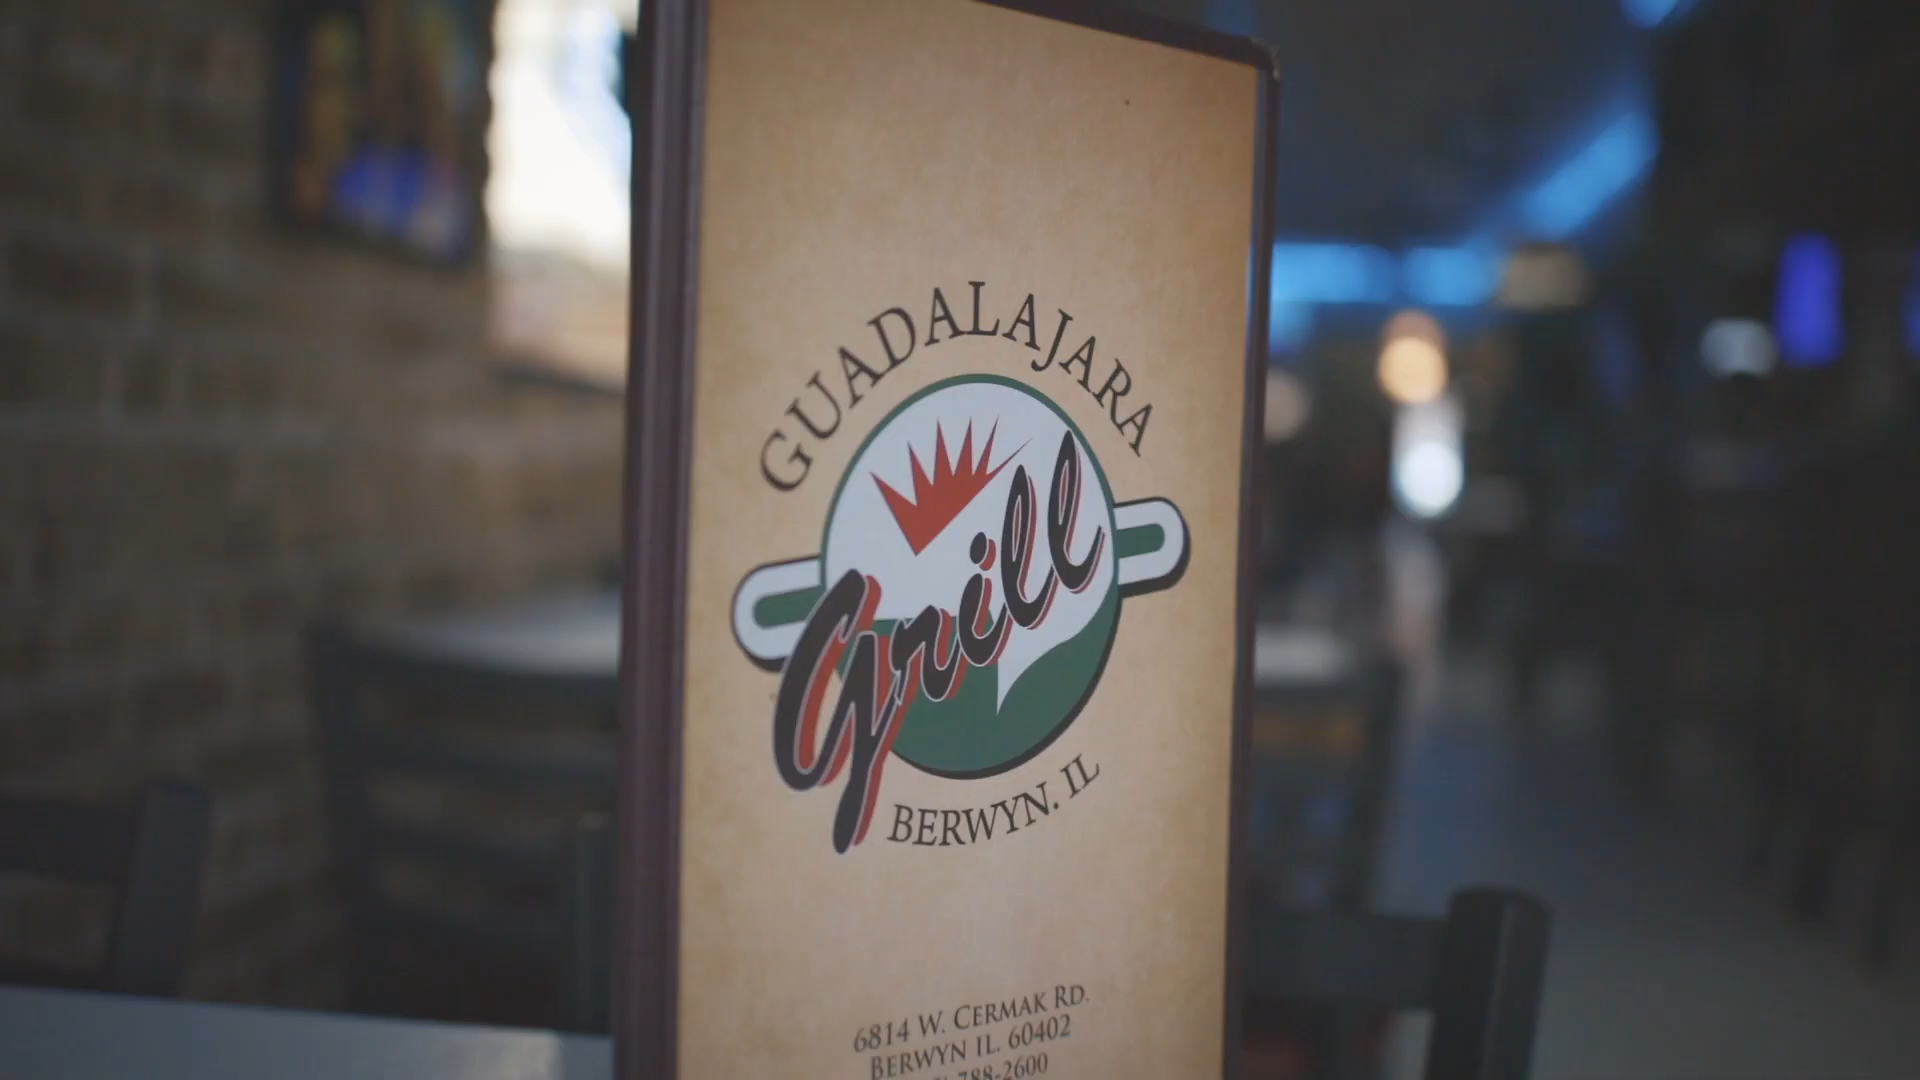 GUADALAJARA
Grill
BERWYN. IL
6814 W. CERMAK RD.
BERWYN IL. 60402
788-2600